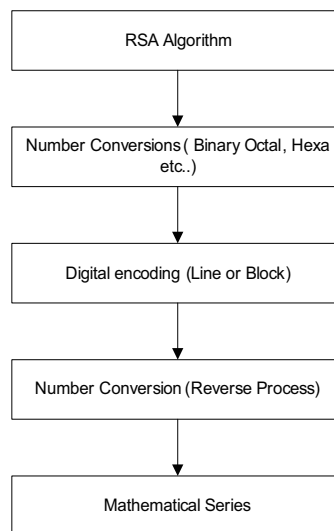 RSA Algorithm
Number Conversions ( Binary Octal, Hexa
etc..)
Digital encoding (Line or Block)
Number Conversion (Reverse Process)
Mathematical Series